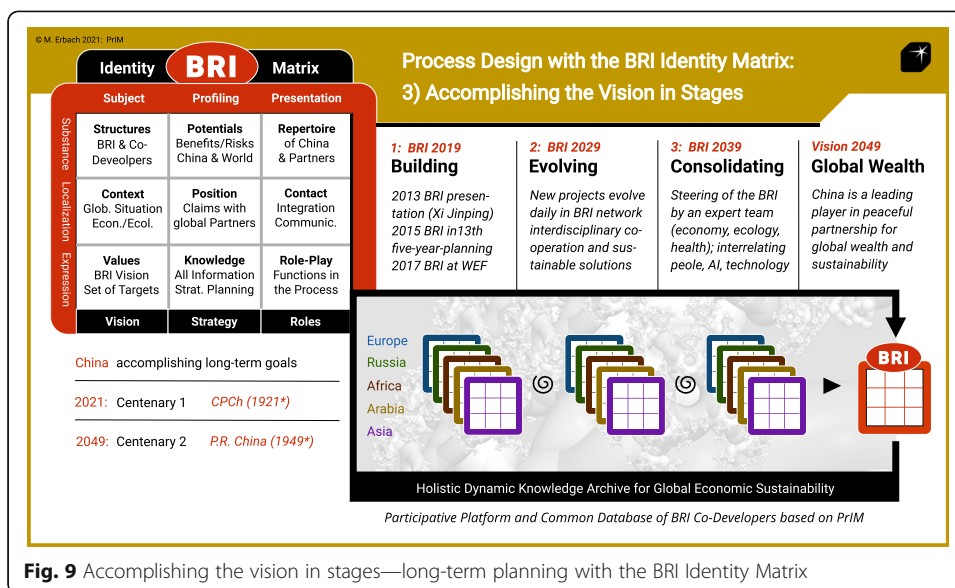 © M. Erbach 2021: PrIM
Identity BRI Matrix
Subject Profiling Presentation
Substance
Localization
Expression
Structures
BRI & Co-
Deveolpers
Potentials
Benefits/Risks
China & World
Repertoire
of China
& Partners
Context
Glob. Situation
Econ./Ecol.
Position
Claims with
global Partners
Contact
Integration
Communic.
Values
BRI Vision
Set of Targets
Knowledge
All Information
Strat. Planning
Role-Play
Functions in
the Process
Vision Strategy Roles
Process Design with the BRI Identity Matrix:
3) Accomplishing the Vision in Stages
1: BRI 2019
Building
2013 BRI presen-
tation (Xi Jinping)
2015 BRI in13th
five-year-planning
2017 BRI at WEF
2: BRI 2029
Evolving
New projects evolve
daily in BRI network
interdisciplinary co-
operation and sus-
tainable solutions
3: BRI 2039
Consolidating
Steering of the BRI
by an expert team
(economy, ecology,
health); interrelating
peole, AI, technology
Vision 2049
Global Wealth
China is a leading
player in peaceful
partnership for
global wealth and
sustainability
China accomplishing long-term goals
2021: Centenary 1 CPCh (1921*)
2049: Centenary 2 P.R. China (1949*)
Europe
Russia
Africa
Arabia
Asia
BRI
Holistic Dynamic Knowledge Archive for Global Economic Sustainability
Participative Platform and Common Database of BRI Co-Developers based on PrIM
Fig. 9 Accomplishing the vision in stages—long-term planning with the BRI Identity Matrix